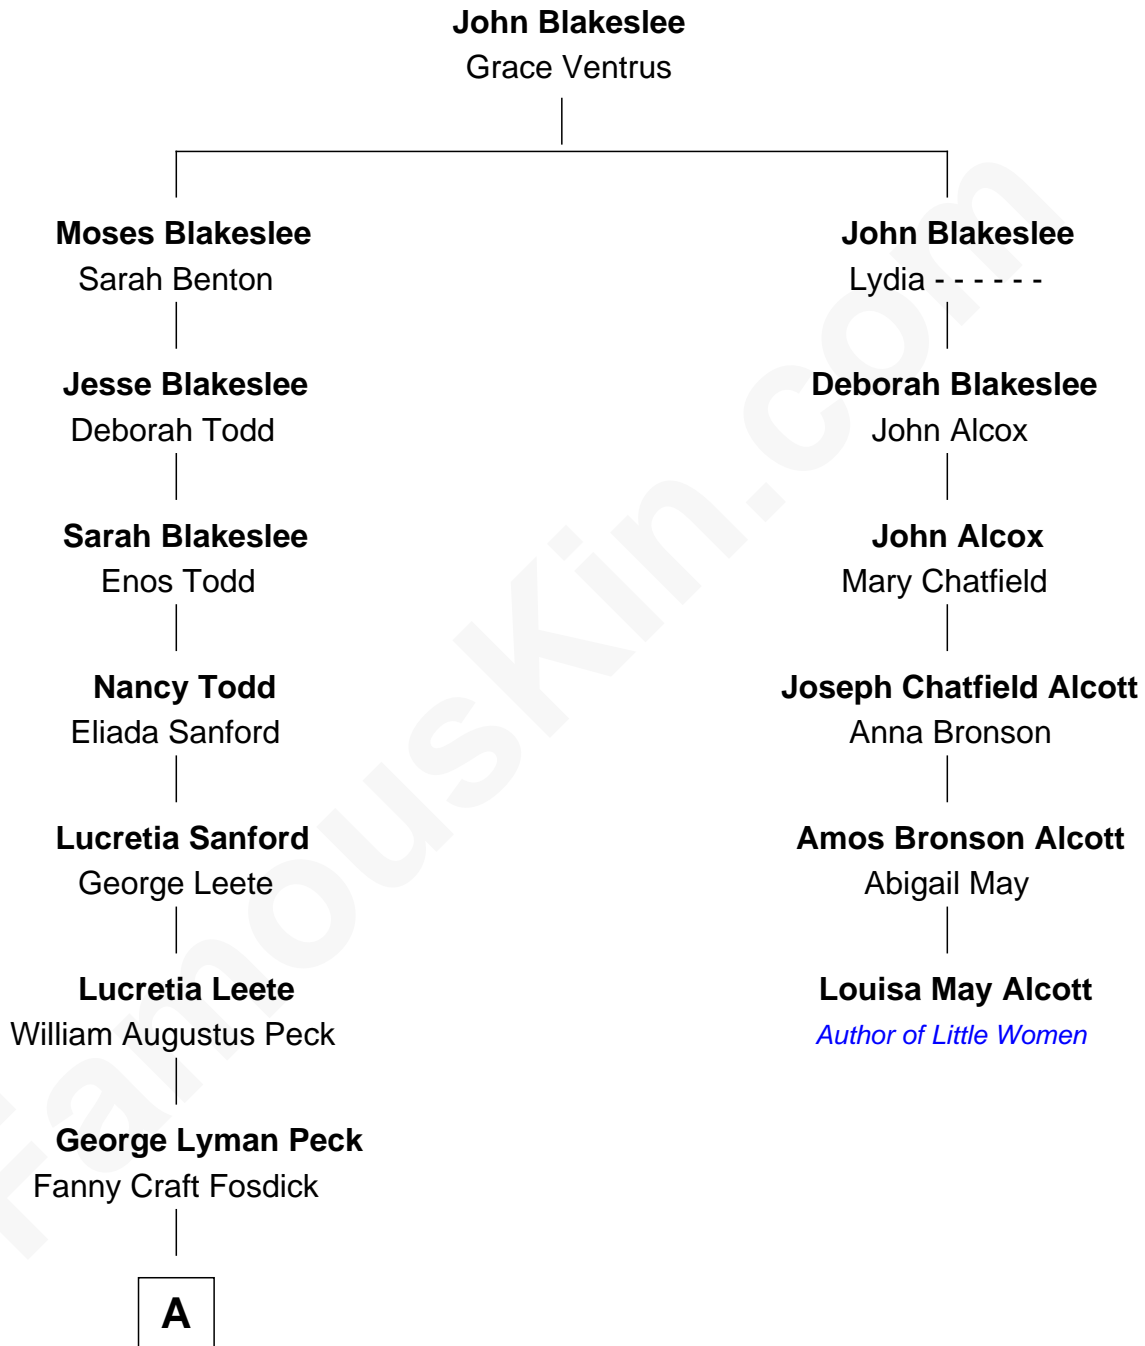 John Blakeslee
Grace Ventrus
Moses Blakeslee
Sarah Benton
Jesse Blakeslee
Deborah Todd
Sarah Blakeslee
Enos Todd
Nancy Todd
Eliada Sanford
Lucretia Sanford
George Leete
Lucretia Leete
William Augustus Peck
George Lyman Peck
Fanny Craft Fosdick
A
John Blakeslee
Lydia - - - - - -
Deborah Blakeslee
John Alcox
John Alcox
Mary Chatfield
Joseph Chatfield Alcott
Anna Bronson
Amos Bronson Alcott
Abigail May
Louisa May Alcott
Author of Little Women
FamousKin.com